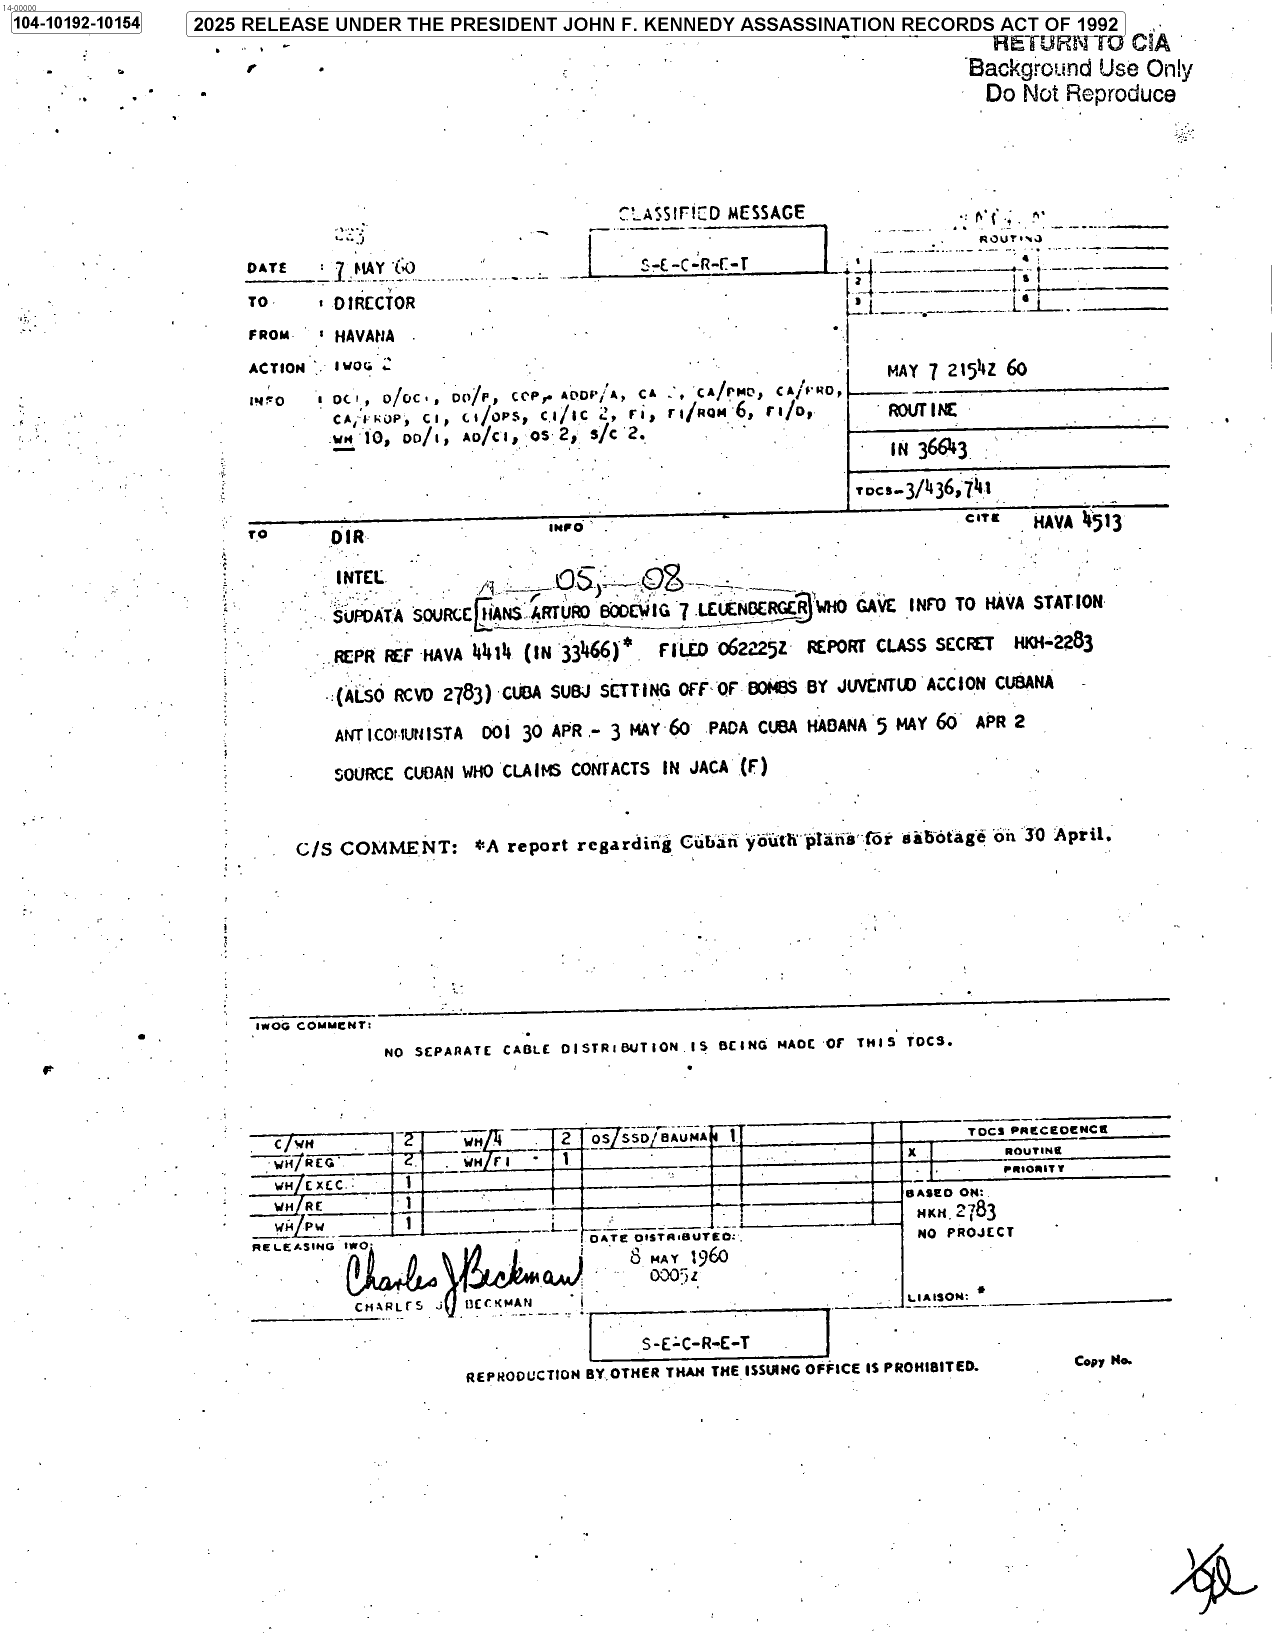 14-00000
104-10192-10154
2025 RELEASE UNDER THE PRESIDENT JOHN F. KENNEDY ASSASSINATION RECORDS ACT OF 1992
RETURN TO CIA
Background Use Only
Do Not Reproduce
CLASSIFIED MESSAGE
223
ROUTING
S-E-C-R-E-T
1 4
2 5
3 6
DATE : 7 MAY 60
TO : DIRECTOR
FROM : HAVANA
ACTION : IWOG 2
INFO : DCI, D/DCI, DD/P, COP, ADDP/A, CA, CA/PMD, CA/PRD,
CA/PROP, CI, CI/OPS, CI/IC 2, FI, FI/RQM 6, FI/D,
WH 10, DD/I, AD/CI, OS 2, S/C 2.
MAY 7 2154Z 60
ROUTINE
IN 36643
TDCS-3/436,741
TO DIR INFO CITE HAVA 4513
INTEL
05, 08
SUPDATA SOURCE HANS ARTURO BODEWIG 7 LEUENBERGER WHO GAVE INFO TO HAVA STATION
REPR REF HAVA 4414 (IN 33466)* FILED 062225Z REPORT CLASS SECRET HKH-2283
(ALSO RCVD 2783) CUBA SUBJ SETTING OFF OF BOMBS BY JUVENTUD ACCION CUBANA
ANTICOMUNISTA DOI 30 APR - 3 MAY 60 PADA CUBA HABANA 5 MAY 60 APR 2
SOURCE CUBAN WHO CLAIMS CONTACTS IN JACA (F)
C/S COMMENT: *A report regarding Cuban youth plans for sabotage on 30 April.
IWOG COMMENT:
NO SEPARATE CABLE DISTRIBUTION IS BEING MADE OF THIS TDCS.
C/WH 2 WH/4 2 OS/SSD/BAUMAN 1
WH/REG 2 WH/FI 1
WH/EXEC 1
WH/RE 1
WH/PW 1
TDCS PRECEDENCE
X ROUTINE
PRIORITY
BASED ON:
HKH 2783
NO PROJECT
LIAISON: *
RELEASING IWO:
Charles J Beckman
CHARLES J BECKMAN
DATE DISTRIBUTED:
8 MAY 1960
0005Z
S-E-C-R-E-T
REPRODUCTION BY OTHER THAN THE ISSUING OFFICE IS PROHIBITED.
Copy No.